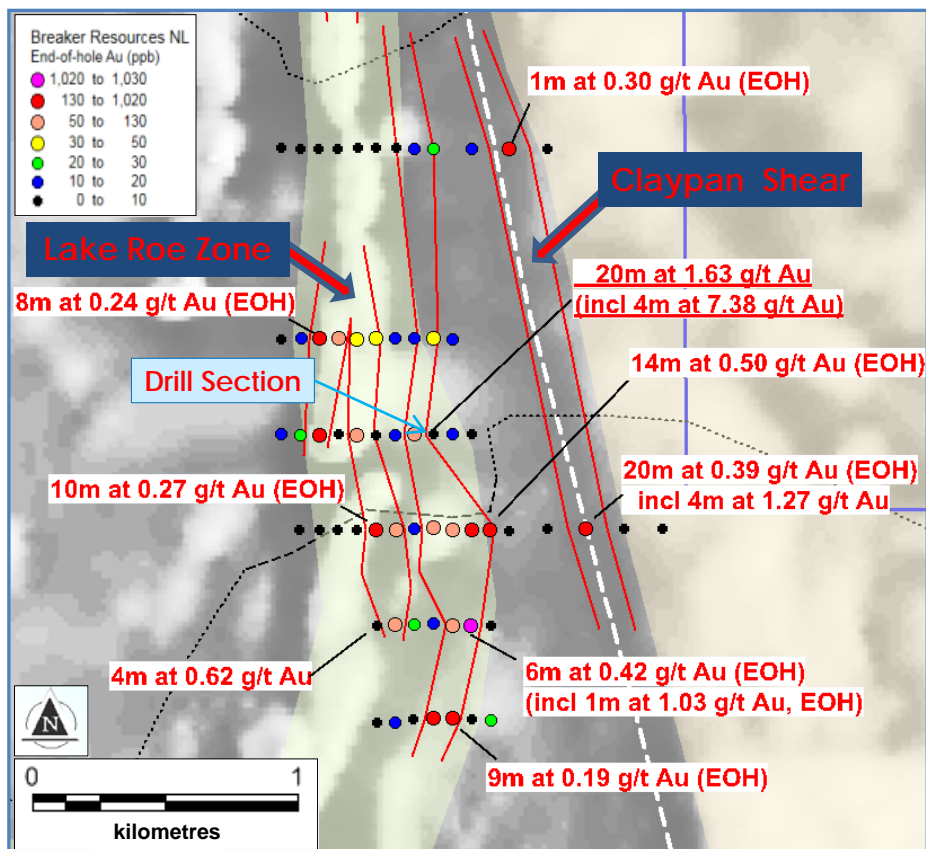 Breaker Resources NL
End-of-hole Au (ppb)
1,020 to 1,030
130 to 1,020
50 to 130
30 to 50
20 to 30
10 to 20
0 to 10
1m at 0.30 g/t Au (EOH)
Claypan Shear
Lake Roe Zone
20m at 1.63 g/t Au
(incl 4m at 7.38 g/t Au)
8m at 0.24 g/t Au (EOH)
14m at 0.50 g/t Au (EOH)
Drill Section
20m at 0.39 g/t Au (EOH)
incl 4m at 1.27 g/t Au
10m at 0.27 g/t Au (EOH)
4m at 0.62 g/t Au
6m at 0.42 g/t Au (EOH)
(incl 1m at 1.03 g/t Au, EOH)
9m at 0.19 g/t Au (EOH)
N
0 1
kilometres